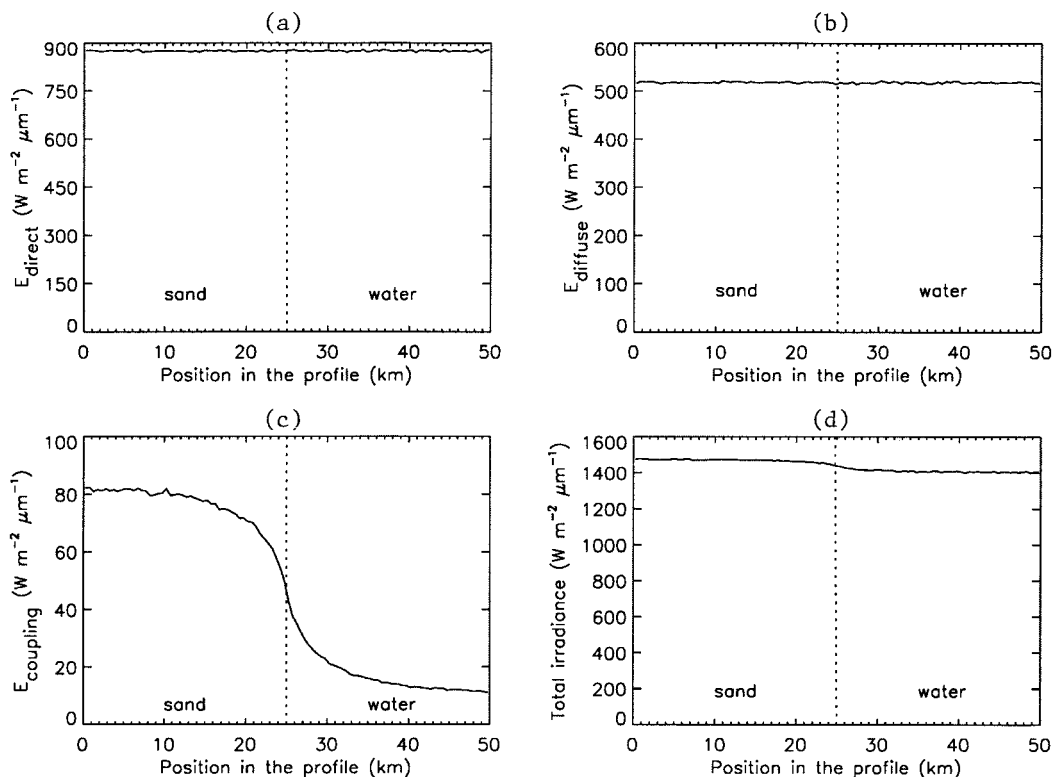 (a)
900
750
600
450
300
150
0
E_direct (W m⁻² μm⁻¹)
sand
water
0 10 20 30 40 50
Position in the profile (km)
(b)
600
500
400
300
200
100
0
E_diffuse (W m⁻² μm⁻¹)
sand
water
0 10 20 30 40 50
Position in the profile (km)
(c)
100
80
60
40
20
0
E_coupling (W m⁻² μm⁻¹)
sand
water
0 10 20 30 40 50
Position in the profile (km)
(d)
1600
1400
1200
1000
800
600
400
200
0
Total irradiance (W m⁻² μm⁻¹)
sand
water
0 10 20 30 40 50
Position in the profile (km)